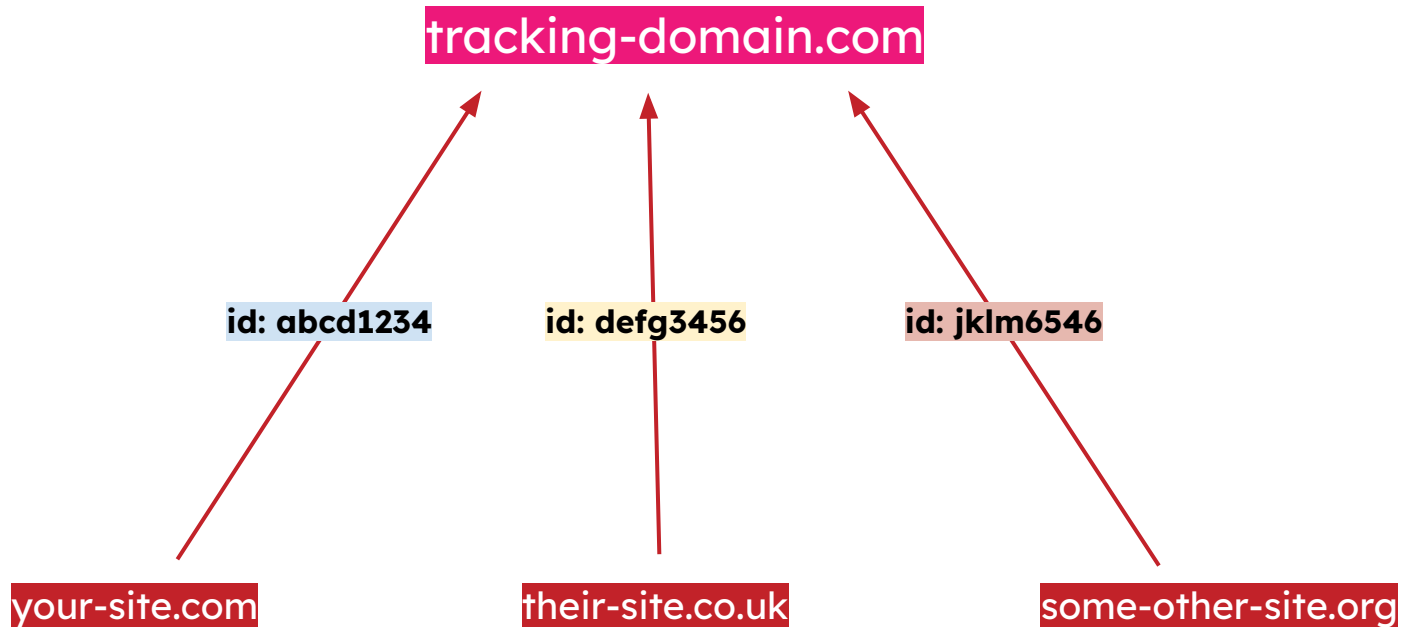 tracking-domain.com
id: abcd1234
id: defg3456
id: jklm6546
your-site.com
their-site.co.uk
some-other-site.org